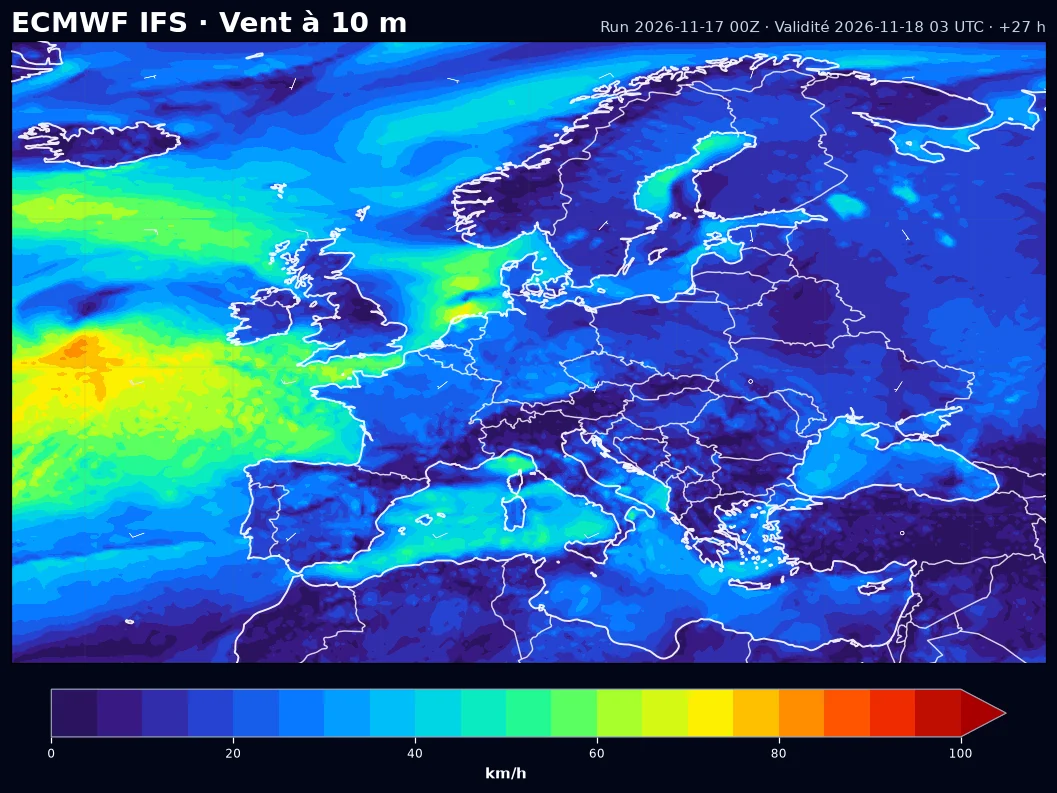 ECMWF IFS · Vent à 10 m
Run 2026-11-17 00Z · Validité 2026-11-18 03 UTC · +27 h
0 20 40 60 80 100
km/h